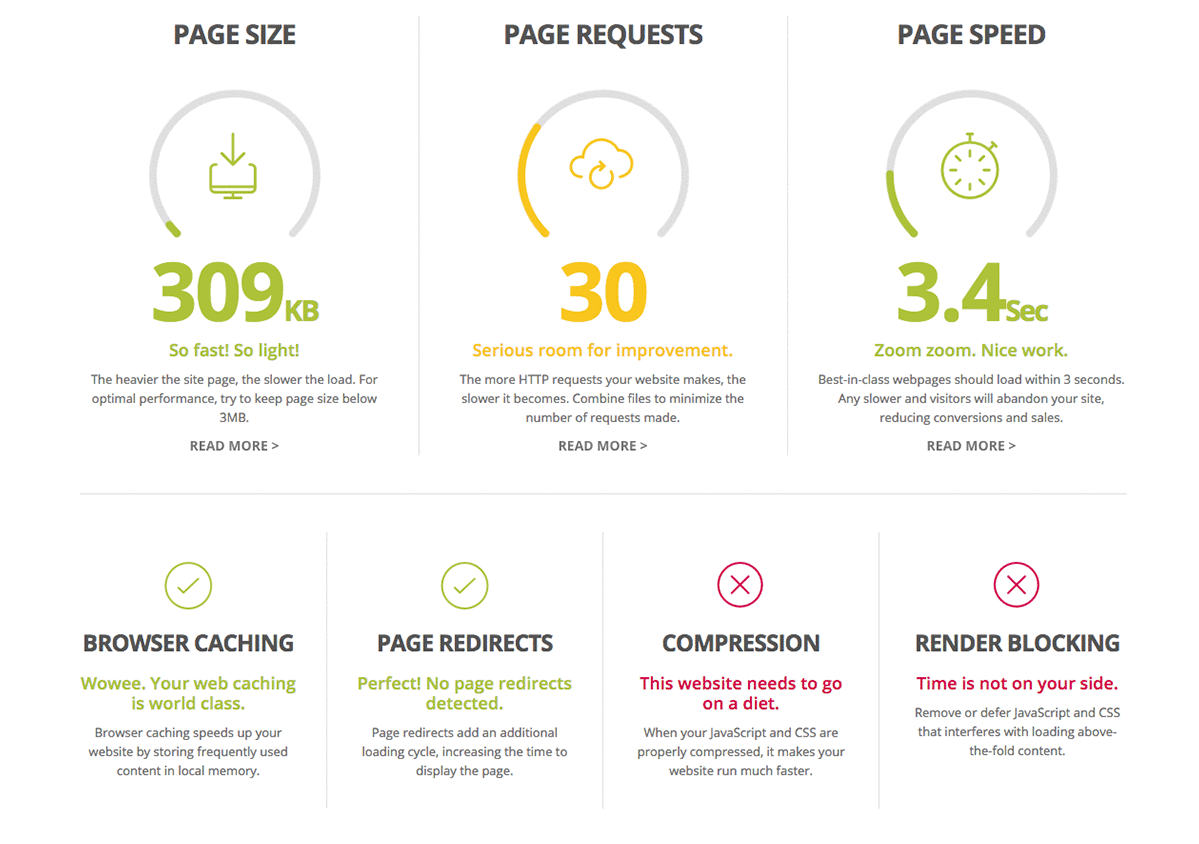 PAGE SIZE
309KB
So fast! So light!
The heavier the site page, the slower the load. For
optimal performance, try to keep page size below
3MB.
READ MORE >
PAGE REQUESTS
30
Serious room for improvement.
The more HTTP requests your website makes, the
slower it becomes. Combine files to minimize the
number of requests made.
READ MORE >
PAGE SPEED
3.4Sec
Zoom zoom. Nice work.
Best-in-class webpages should load within 3 seconds.
Any slower and visitors will abandon your site,
reducing conversions and sales.
READ MORE >
BROWSER CACHING
Wowee. Your web caching
is world class.
Browser caching speeds up your
website by storing frequently used
content in local memory.
PAGE REDIRECTS
Perfect! No page redirects
detected.
Page redirects add an additional
loading cycle, increasing the time to
display the page.
COMPRESSION
This website needs to go
on a diet.
When your JavaScript and CSS are
properly compressed, it makes your
website run much faster.
RENDER BLOCKING
Time is not on your side.
Remove or defer JavaScript and CSS
that interferes with loading above-
the-fold content.